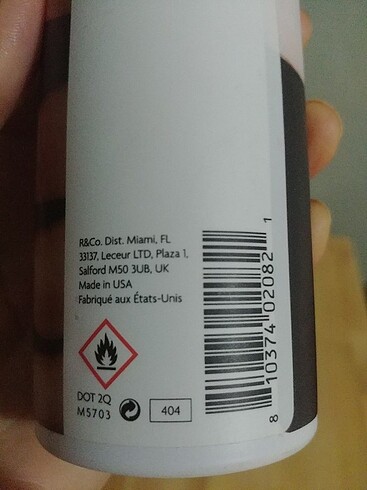 R&Co. Dist. Miami, FL
33137, Leceur LTD, Plaza 1,
Salford M50 3UB, UK
Made in USA
Fabriqué aux États-Unis
DOT 2Q
M5703
404
8 10374 02082 1